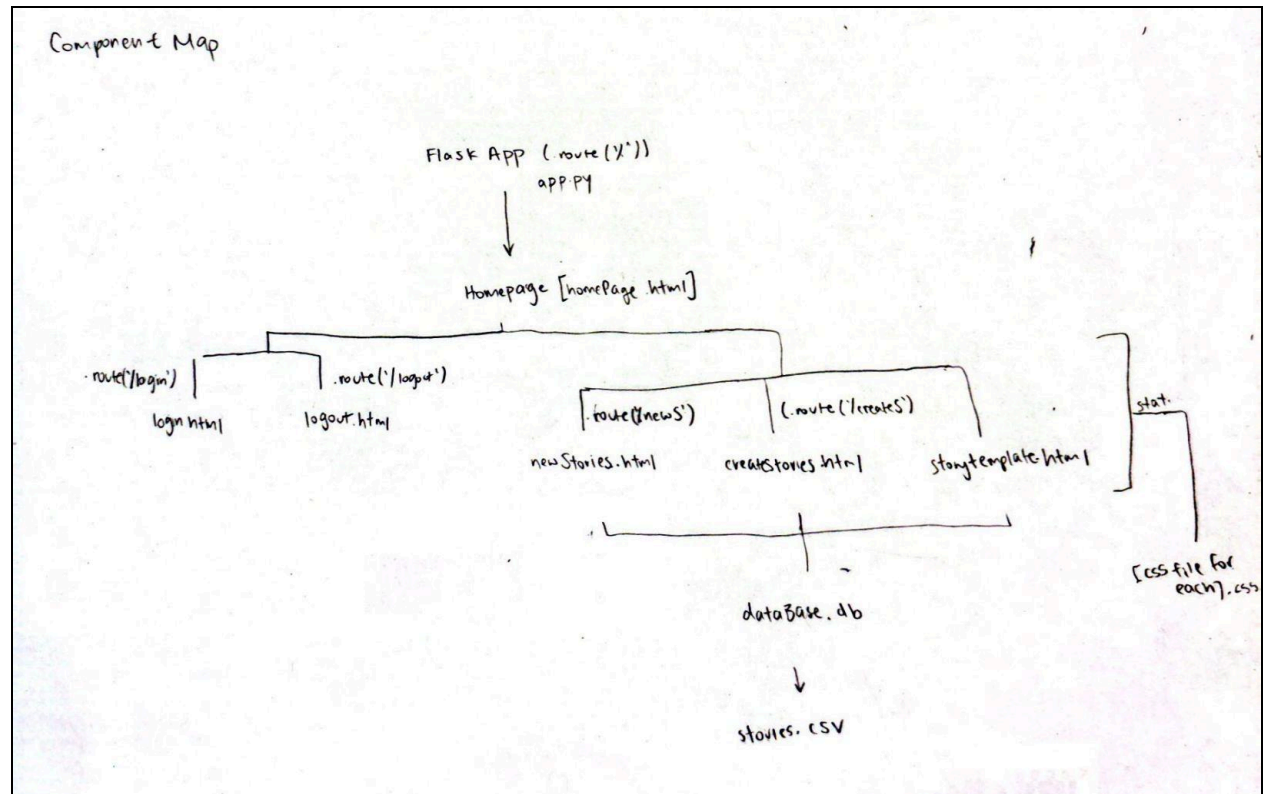 Component Map
Flask App (.route('/'))
app.py
Homepage [homePage.html]
.route('/login')
.route('/logout')
login.html
logout.html
.route('/newS')
(.route('/createS')
newStories.html
createStories.html
storytemplate.html
stat.
[css file for
each].css
dataBase.db
stories.csv